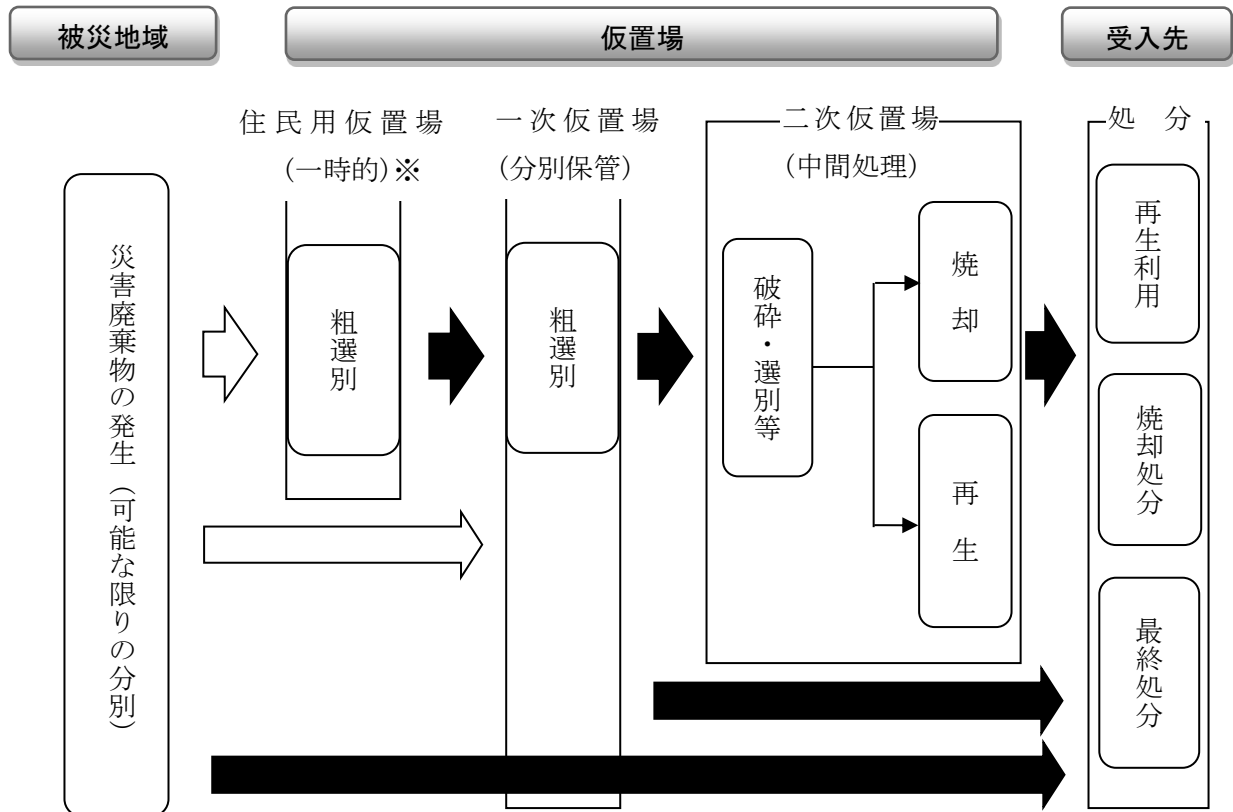 被災地域
仮置場
受入先
住民用仮置場
(一時的)※
一次仮置場
(分別保管)
二次仮置場
(中間処理)
処 分
災害廃棄物の発生(可能な限りの分別)
粗選別
粗選別
破砕・選別等
焼却
再生
再生利用
焼却処分
最終処分